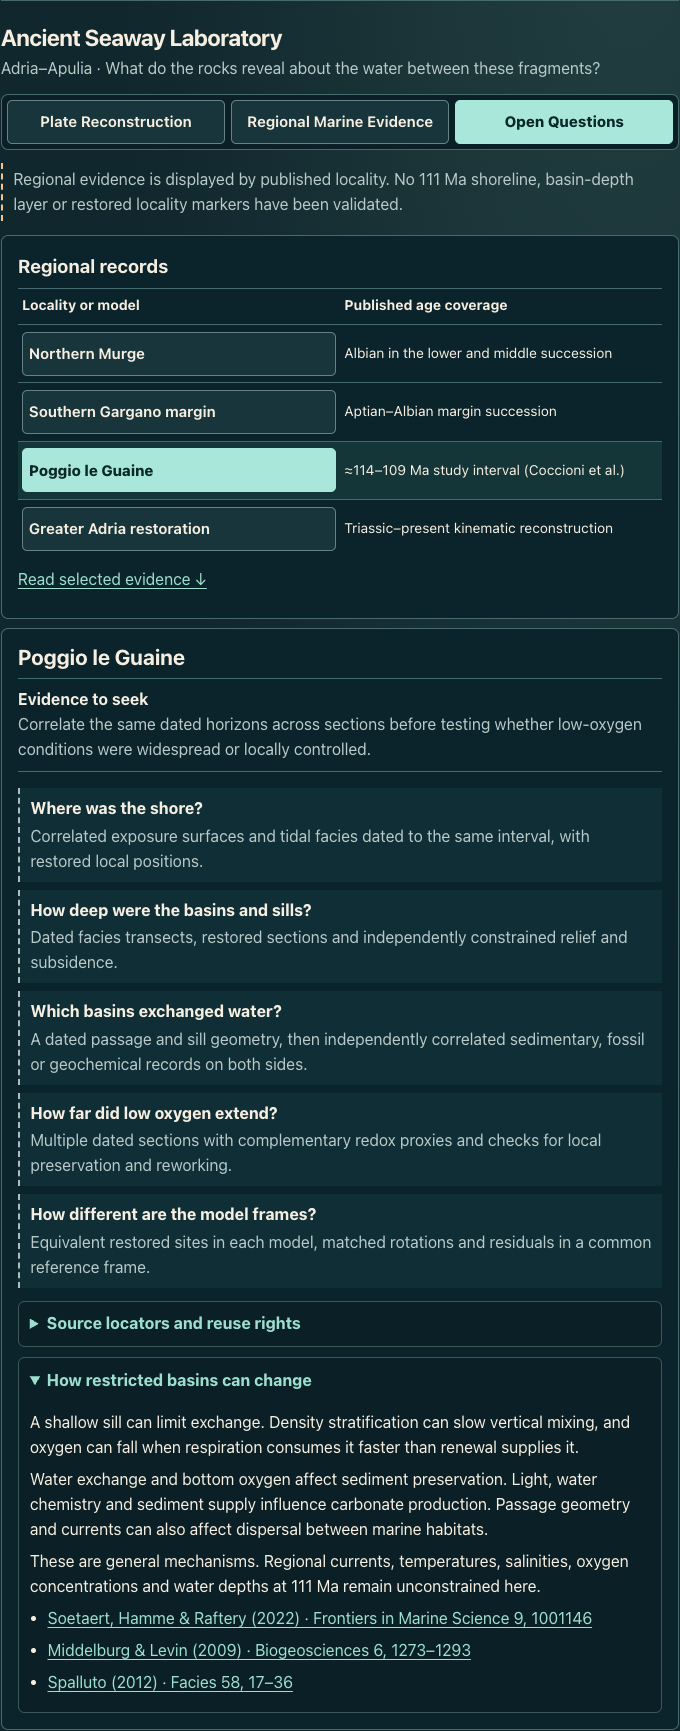 Ancient Seaway Laboratory
Adria–Apulia · What do the rocks reveal about the water between these fragments?
Plate Reconstruction
Regional Marine Evidence
Open Questions
Regional evidence is displayed by published locality. No 111 Ma shoreline, basin-depth
layer or restored locality markers have been validated.
Regional records
Locality or model
Published age coverage
Northern Murge
Albian in the lower and middle succession
Southern Gargano margin
Aptian–Albian margin succession
Poggio le Guaine
≈114–109 Ma study interval (Coccioni et al.)
Greater Adria restoration
Triassic–present kinematic reconstruction
Read selected evidence ↓
Poggio le Guaine
Evidence to seek
Correlate the same dated horizons across sections before testing whether low-oxygen
conditions were widespread or locally controlled.
Where was the shore?
Correlated exposure surfaces and tidal facies dated to the same interval, with
restored local positions.
How deep were the basins and sills?
Dated facies transects, restored sections and independently constrained relief and
subsidence.
Which basins exchanged water?
A dated passage and sill geometry, then independently correlated sedimentary, fossil
or geochemical records on both sides.
How far did low oxygen extend?
Multiple dated sections with complementary redox proxies and checks for local
preservation and reworking.
How different are the model frames?
Equivalent restored sites in each model, matched rotations and residuals in a common
reference frame.
▶ Source locators and reuse rights
▼ How restricted basins can change
A shallow sill can limit exchange. Density stratification can slow vertical mixing, and
oxygen can fall when respiration consumes it faster than renewal supplies it.
Water exchange and bottom oxygen affect sediment preservation. Light, water
chemistry and sediment supply influence carbonate production. Passage geometry
and currents can also affect dispersal between marine habitats.
These are general mechanisms. Regional currents, temperatures, salinities, oxygen
concentrations and water depths at 111 Ma remain unconstrained here.
• Soetaert, Hamme & Raftery (2022) · Frontiers in Marine Science 9, 1001146
• Middelburg & Levin (2009) · Biogeosciences 6, 1273–1293
• Spalluto (2012) · Facies 58, 17–36